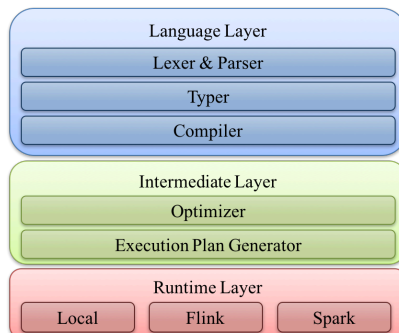 Language Layer
Lexer & Parser
Typer
Compiler
Intermediate Layer
Optimizer
Execution Plan Generator
Runtime Layer
Local Flink Spark